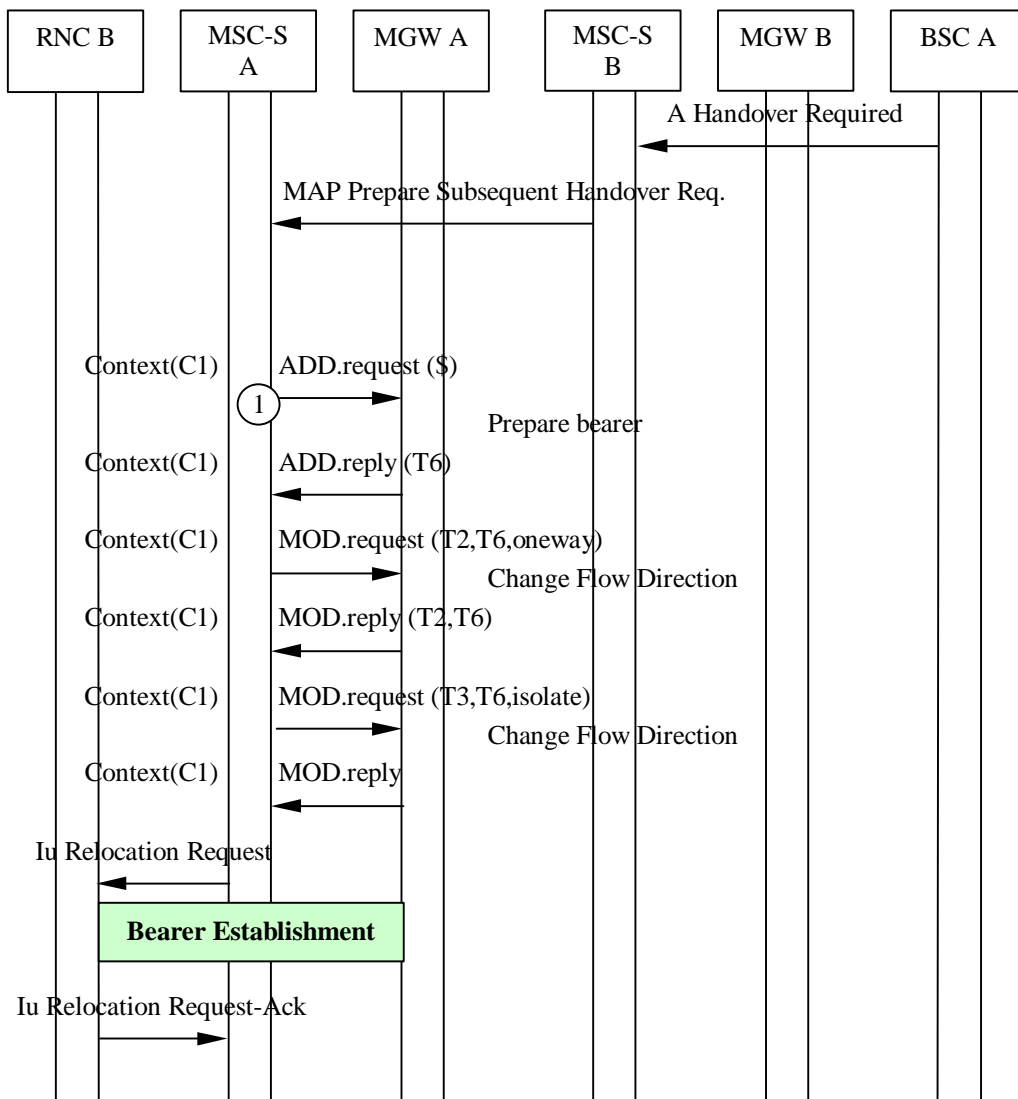 RNC B
MSC-S
A
MGW A
MSC-S
B
MGW B
BSC A
A Handover Required
MAP Prepare Subsequent Handover Req.
Context(C1)
ADD.request ($)
1
Prepare bearer
Context(C1)
ADD.reply (T6)
Context(C1)
MOD.request (T2,T6,oneway)
Change Flow Direction
Context(C1)
MOD.reply (T2,T6)
Context(C1)
MOD.request (T3,T6,isolate)
Change Flow Direction
Context(C1)
MOD.reply
Iu Relocation Request
Bearer Establishment
Iu Relocation Request-Ack